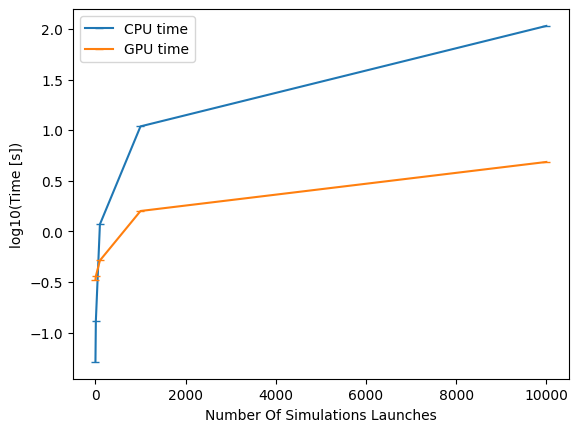 CPU time
GPU time
2.0
1.5
1.0
0.5
0.0
−0.5
−1.0
log10(Time [s])
0 2000 4000 6000 8000 10000
Number Of Simulations Launches